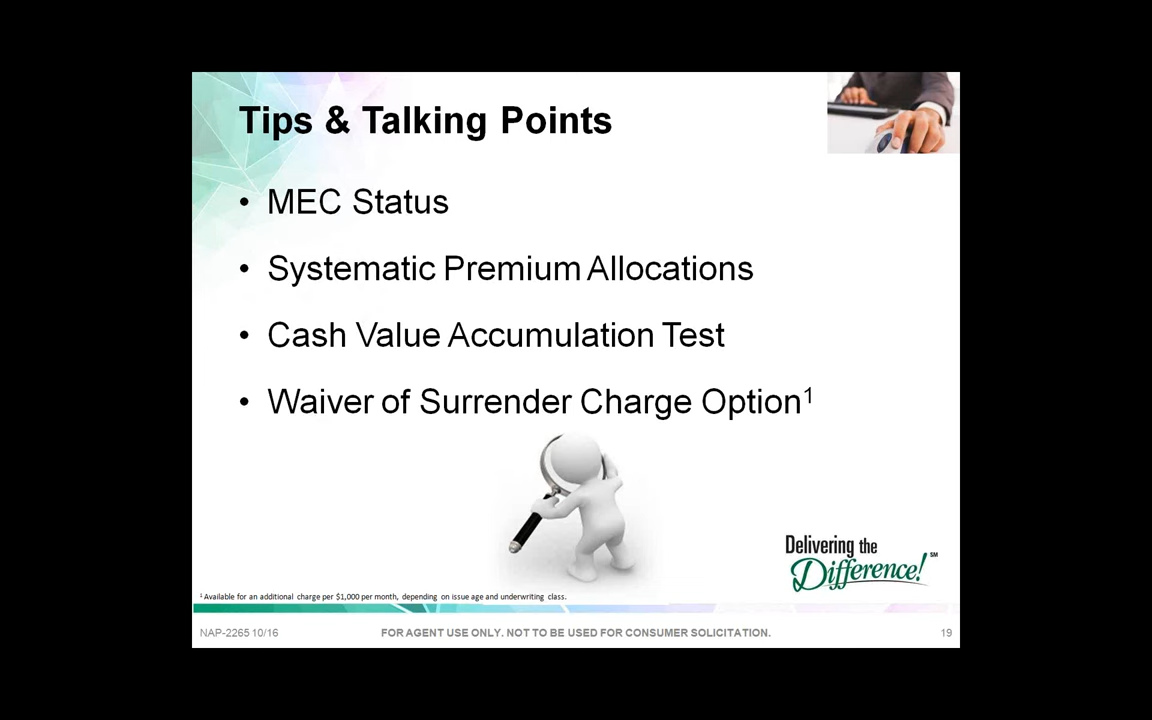 Tips & Talking Points
• MEC Status
• Systematic Premium Allocations
• Cash Value Accumulation Test
• Waiver of Surrender Charge Option¹
Delivering the
Difference! SM
¹ Available for an additional charge per $1,000 per month, depending on issue age and underwriting class.
NAP-2265 10/16
FOR AGENT USE ONLY. NOT TO BE USED FOR CONSUMER SOLICITATION.
19